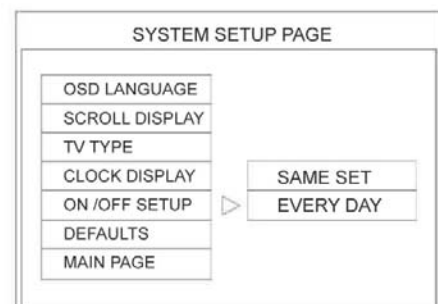 SYSTEM SETUP PAGE
OSD LANGUAGE
SCROLL DISPLAY
TV TYPE
CLOCK DISPLAY
ON /OFF SETUP
DEFAULTS
MAIN PAGE
SAME SET
EVERY DAY